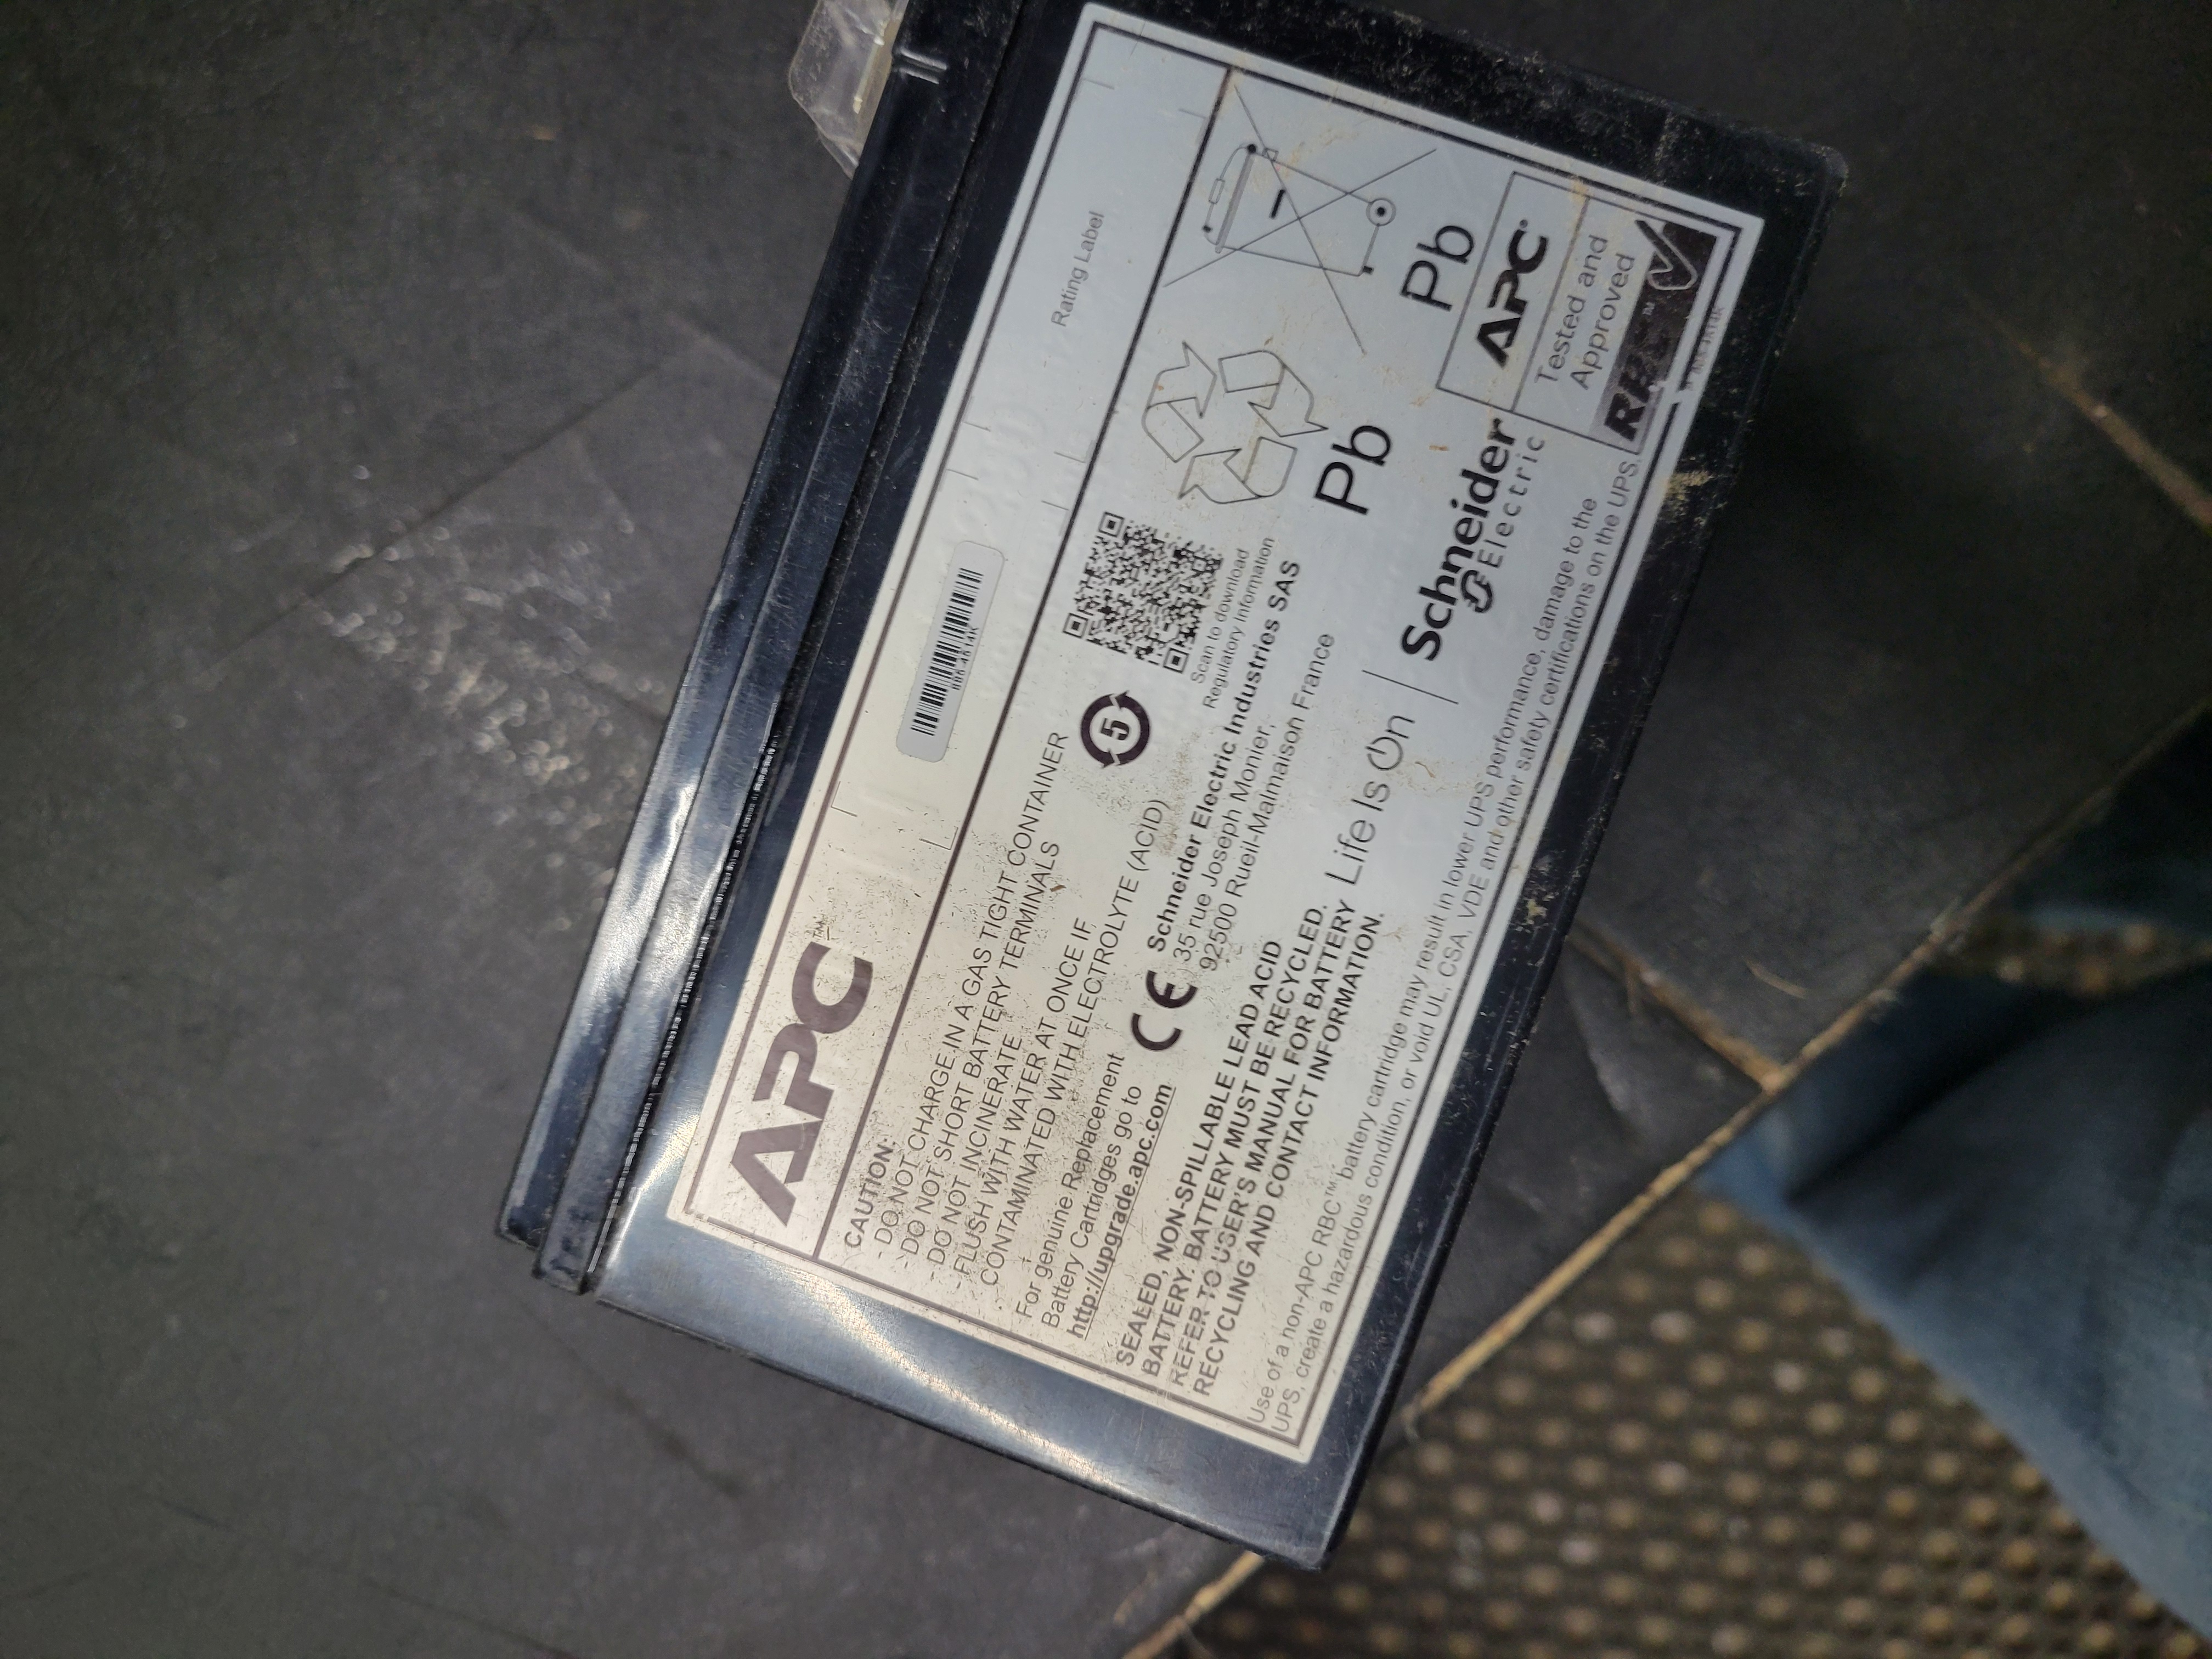 APC™
885-4514K
Rating Label
CAUTION:
- DO NOT CHARGE IN A GAS TIGHT CONTAINER
- DO NOT SHORT BATTERY TERMINALS
- DO NOT INCINERATE
- FLUSH WITH WATER AT ONCE IF
CONTAMINATED WITH ELECTROLYTE (ACID)
For genuine Replacement
Battery Cartridges go to
http://upgrade.apc.com
5
Scan to download
Regulatory Information
CE
Schneider Electric Industries SAS
35 rue Joseph Monier,
92500 Rueil-Malmaison France
Pb
Pb
SEALED, NON-SPILLABLE LEAD ACID
BATTERY. BATTERY MUST BE RECYCLED.
REFER TO USER'S MANUAL FOR BATTERY
RECYCLING AND CONTACT INFORMATION.
Life Is On
Schneider
Electric
APC®
Tested and
Approved
Use of a non-APC RBC™ battery cartridge may result in lower UPS performance, damage to the
UPS, create a hazardous condition, or void UL, CSA, VDE and other safety certifications on the UPS.